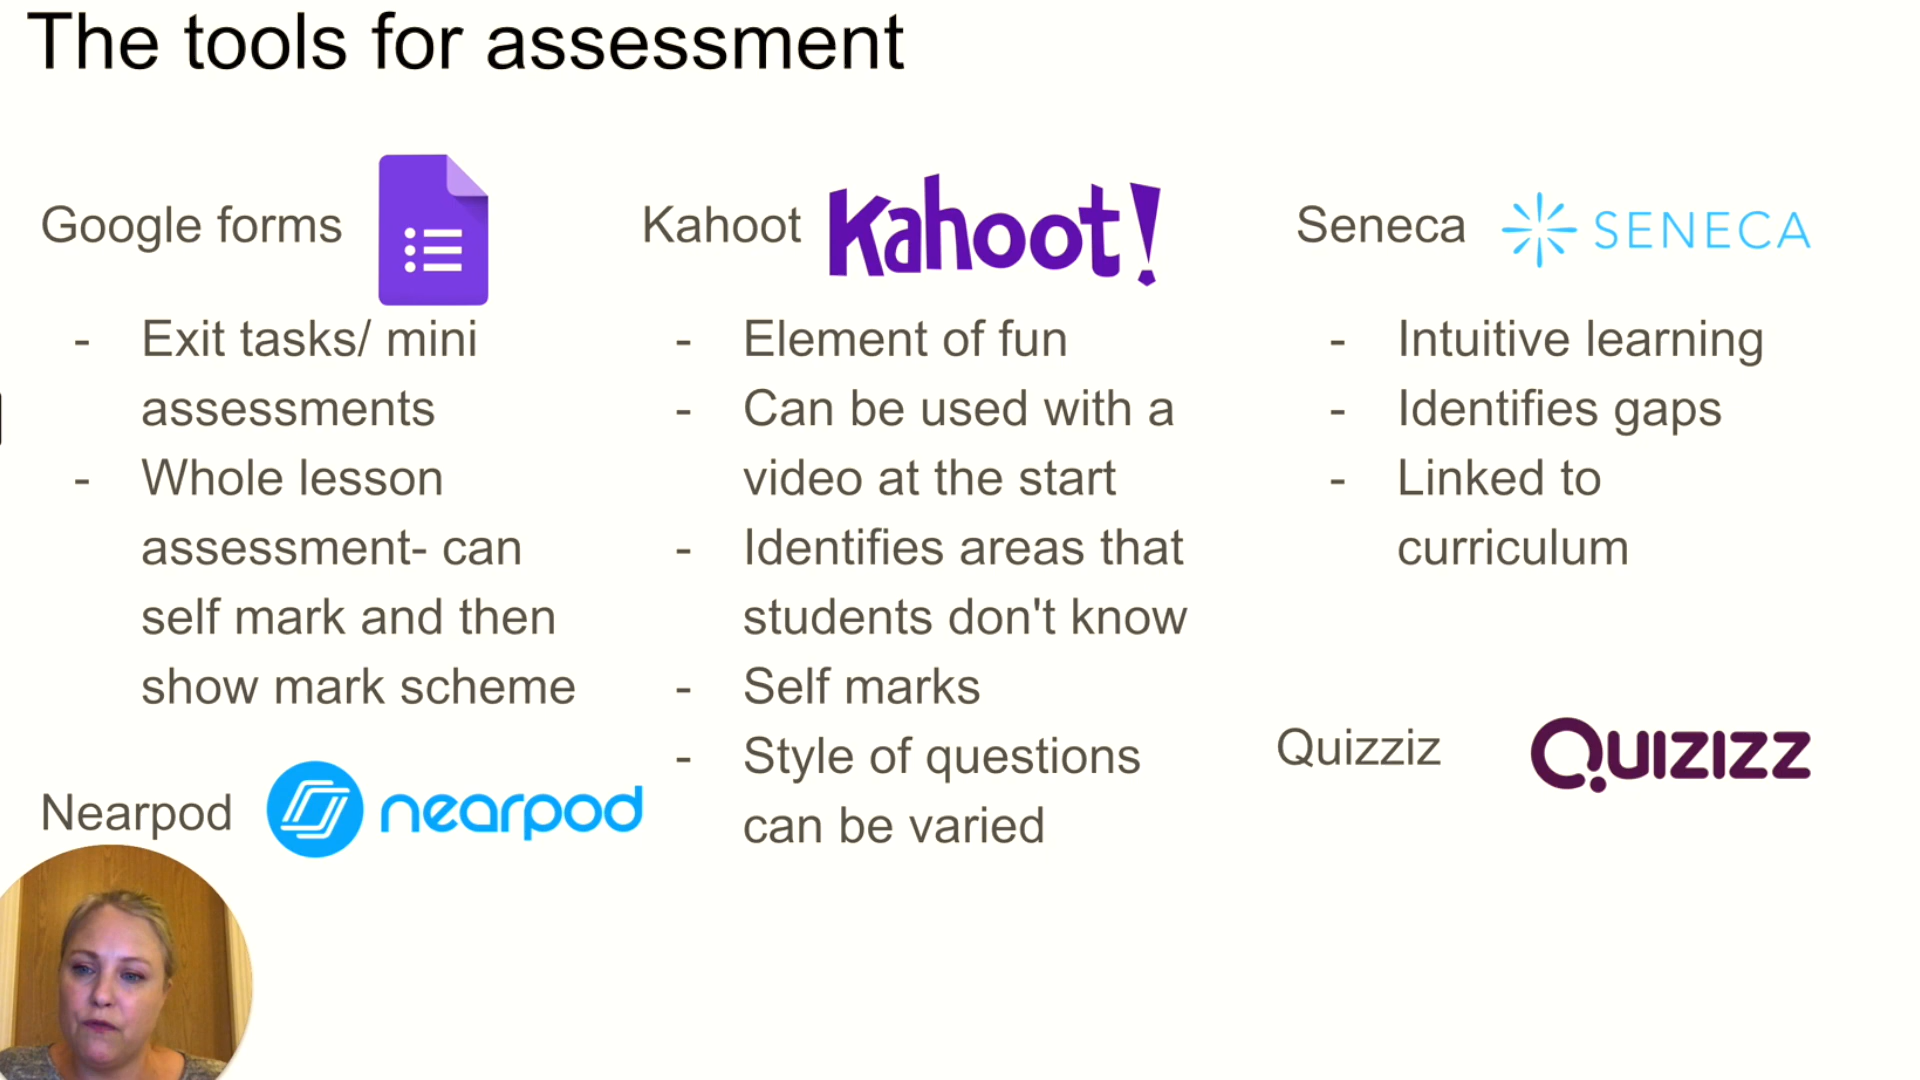 The tools for assessment
Google forms
- Exit tasks/ mini
assessments
- Whole lesson
assessment- can
self mark and then
show mark scheme
Nearpod
nearpod
Kahoot
Kahoot!
- Element of fun
- Can be used with a
video at the start
- Identifies areas that
students don't know
- Self marks
- Style of questions
can be varied
Seneca
SENECA
- Intuitive learning
- Identifies gaps
- Linked to
curriculum
Quizziz
QUIZIZZ